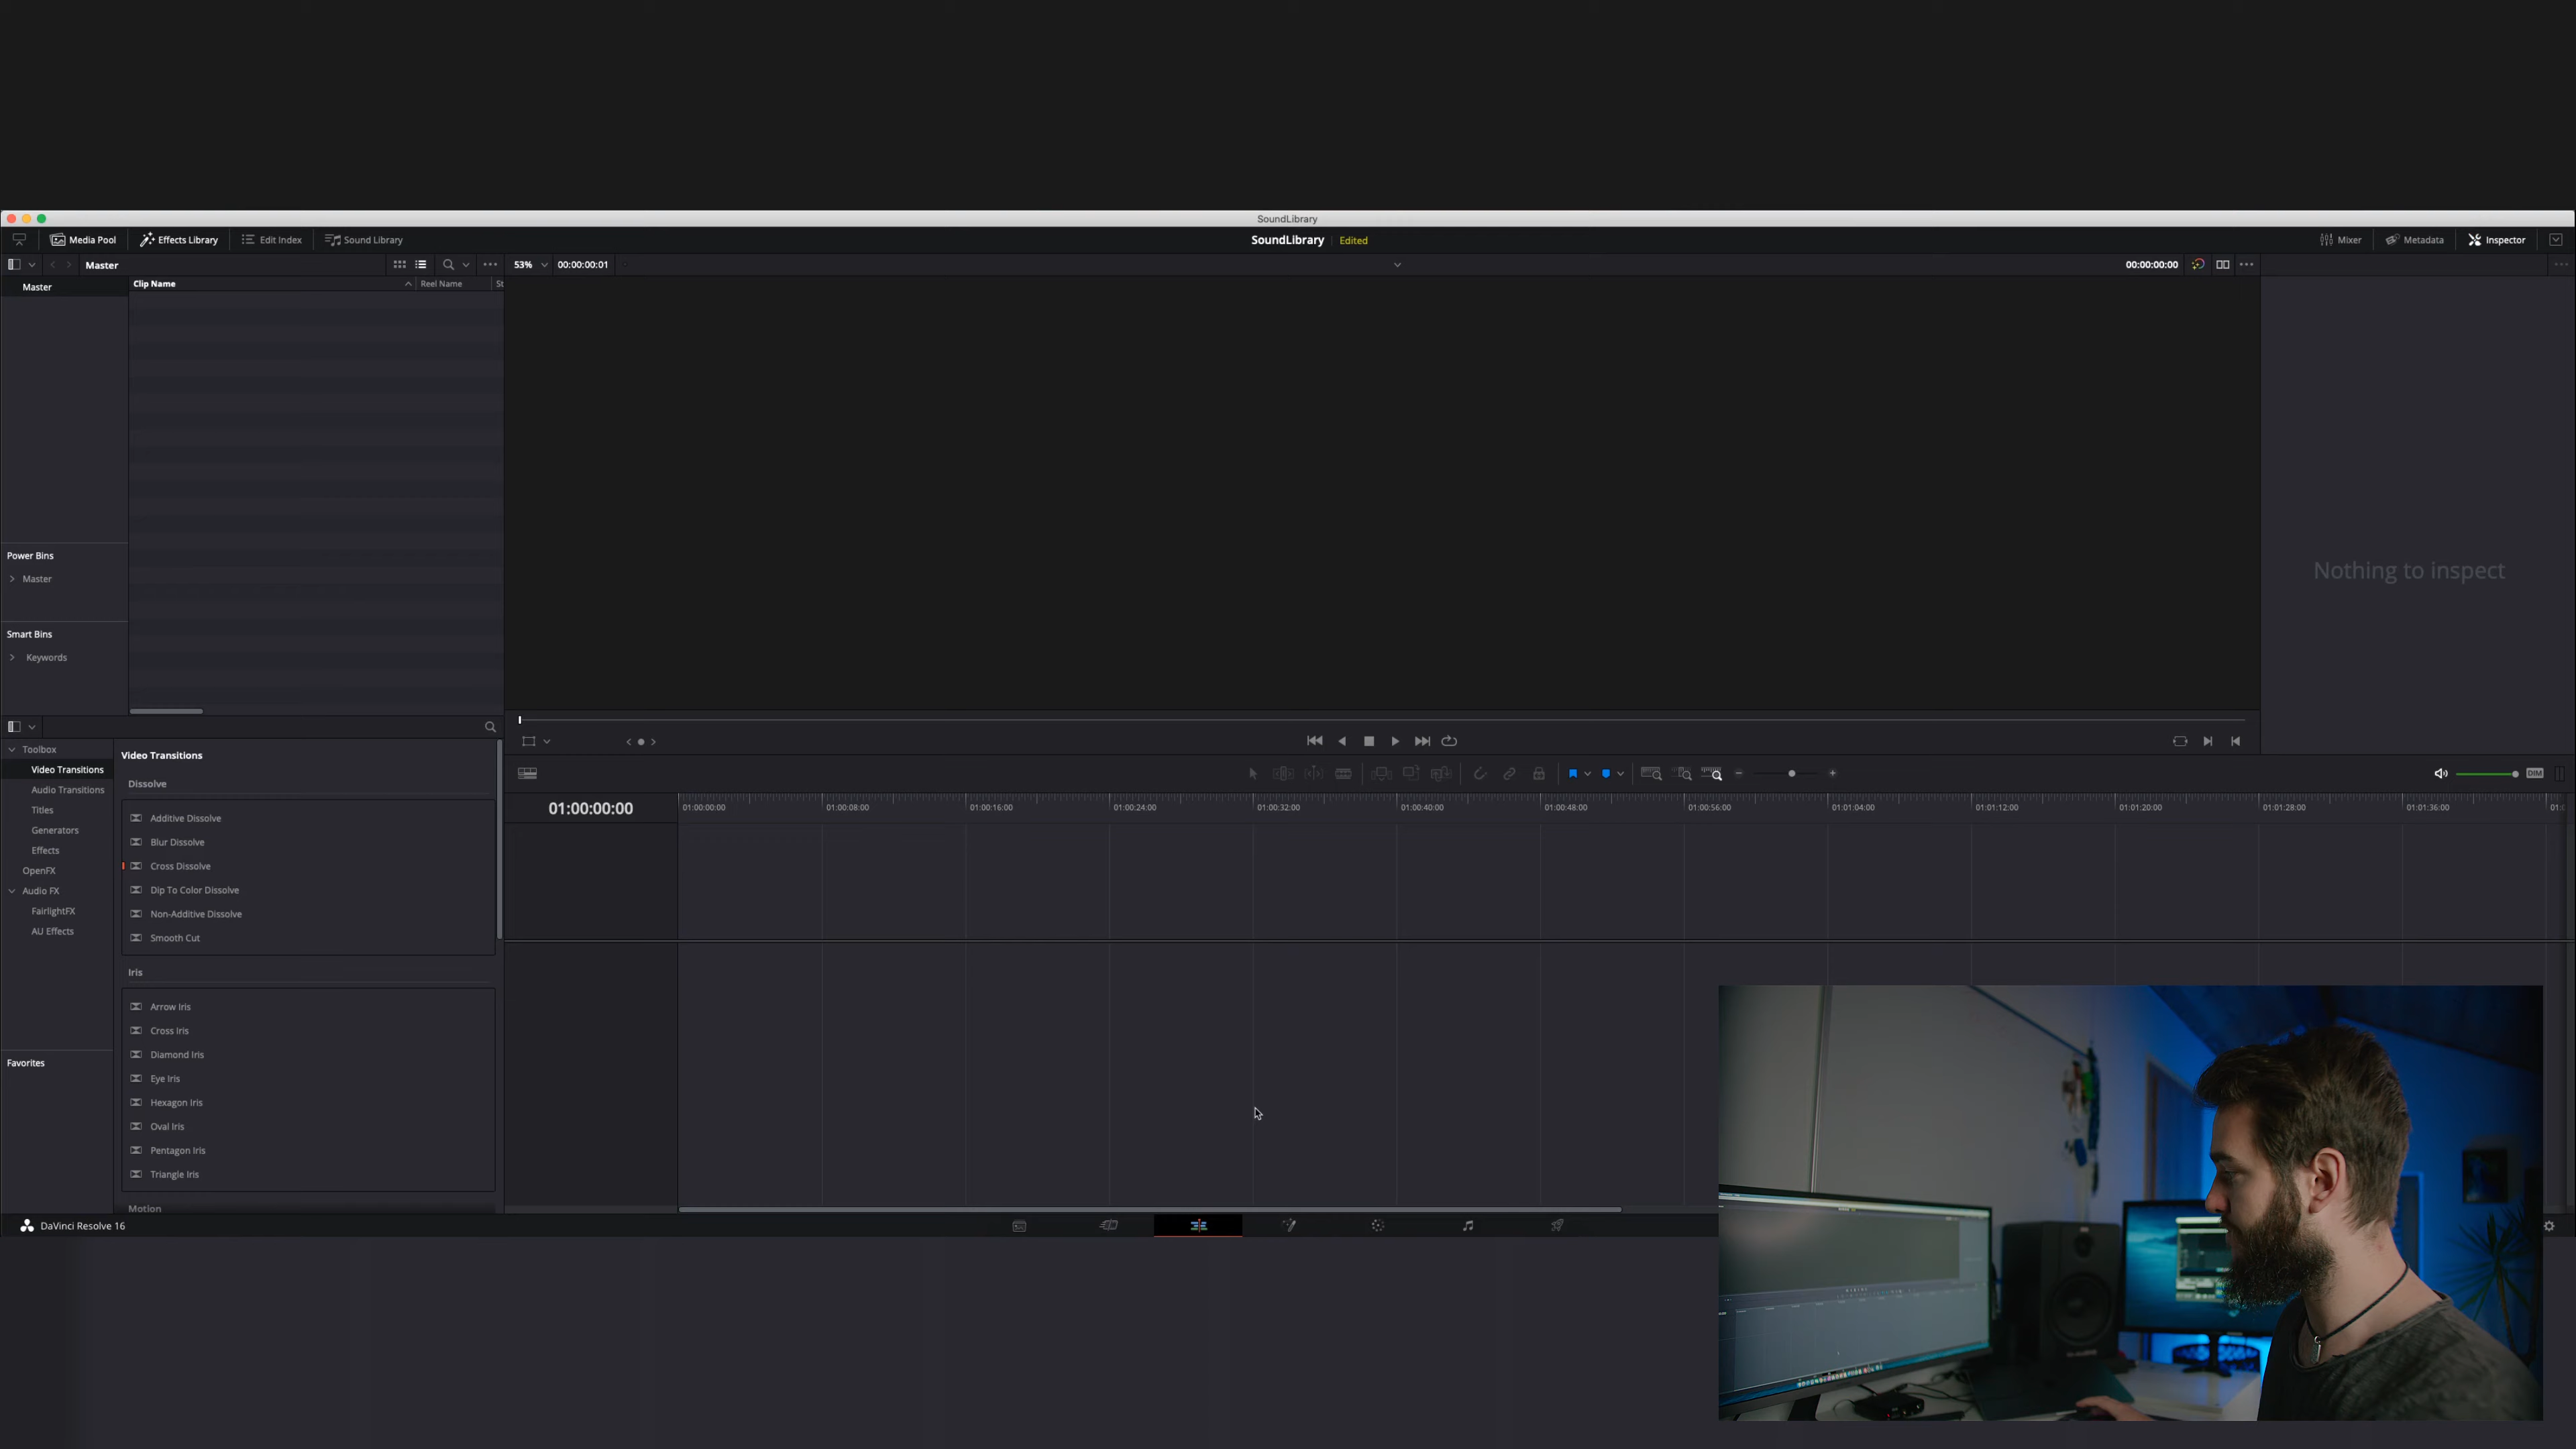 SoundLibrary
Media Pool Effects Library Edit Index Sound Library SoundLibrary Edited Mixer Metadata Inspector
Master 53% 00:00:00:01 00:00:00:00
Master Clip Name Reel Name St
Nothing to inspect
Power Bins
Master
Smart Bins
Keywords
Toolbox
Video Transitions
Audio Transitions
Titles
Generators
Effects
OpenFX
Audio FX
FairlightFX
AU Effects
Favorites
Video Transitions
Dissolve
Additive Dissolve
Blur Dissolve
Cross Dissolve
Dip To Color Dissolve
Non-Additive Dissolve
Smooth Cut
Iris
Arrow Iris
Cross Iris
Diamond Iris
Eye Iris
Hexagon Iris
Oval Iris
Pentagon Iris
Triangle Iris
Motion
DIM
01:00:00:00 01:00:00:00 01:00:08:00 01:00:16:00 01:00:24:00 01:00:32:00 01:00:40:00 01:00:48:00 01:00:56:00 01:01:04:00 01:01:12:00 01:01:20:00 01:01:28:00 01:01:36:00 01:
DaVinci Resolve 16